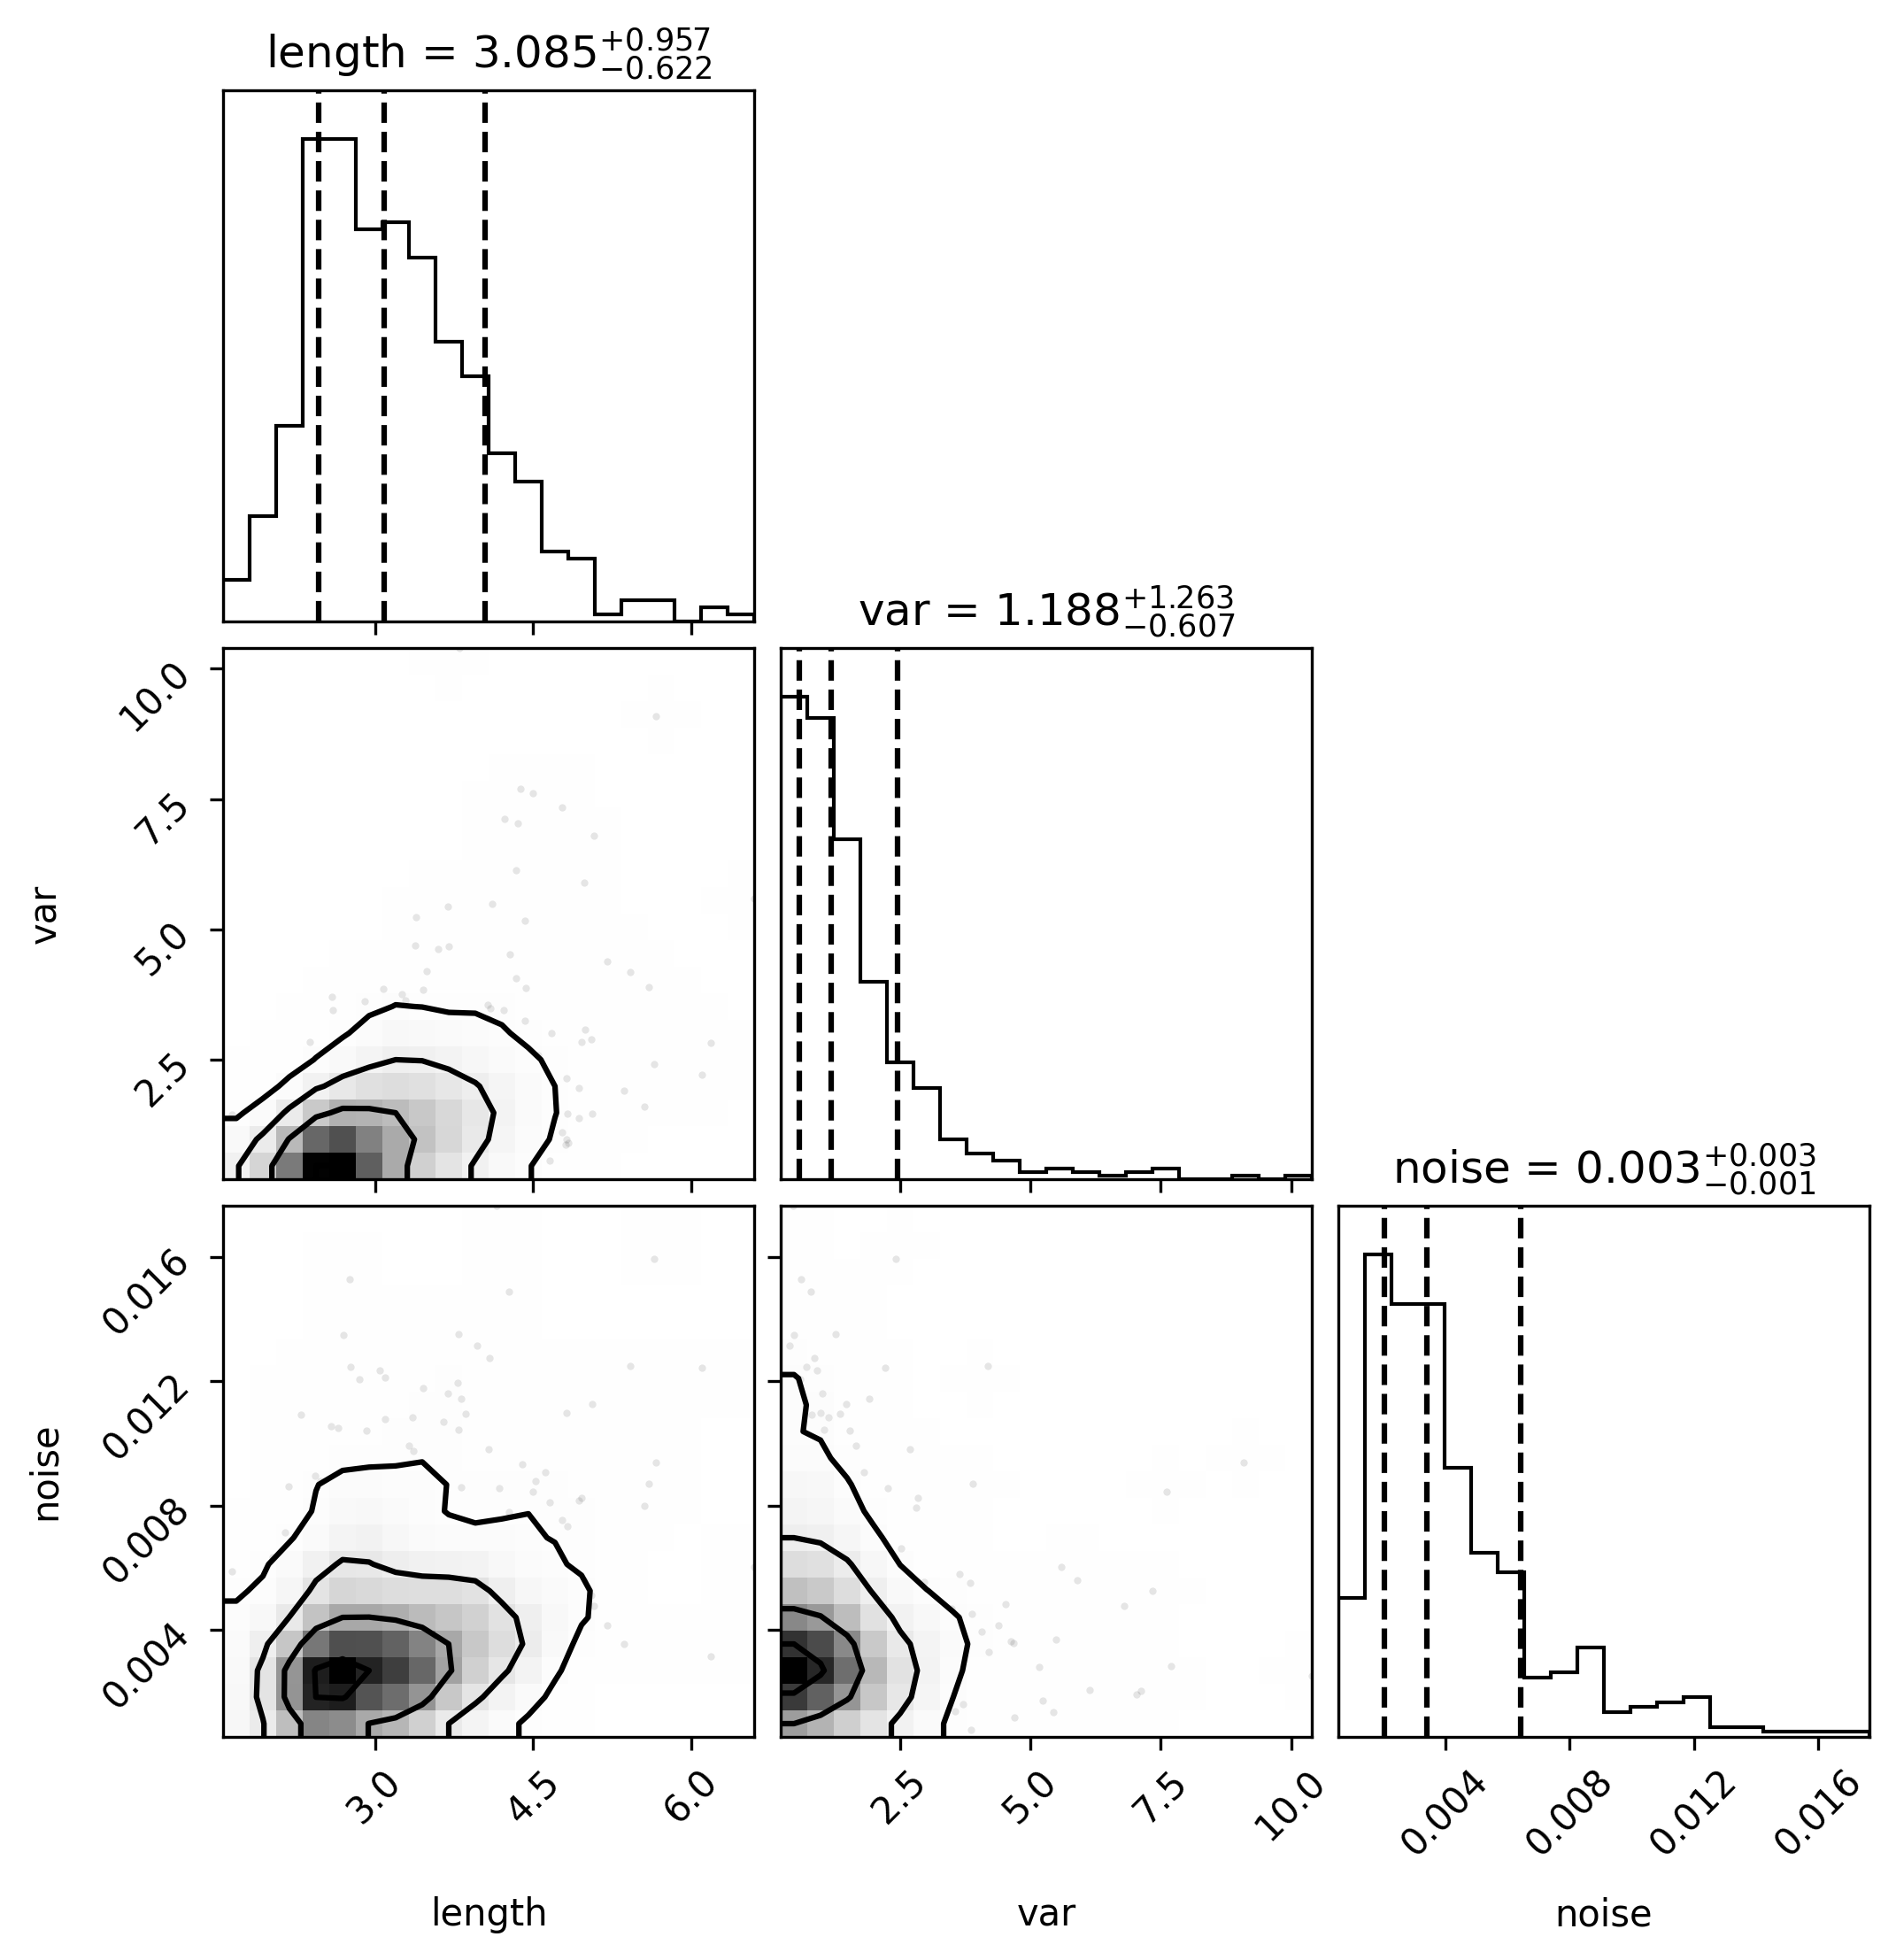 length = 3.085 +0.957 −0.622
var = 1.188 +1.263 −0.607
10.0
7.5
5.0
2.5
var
noise = 0.003 +0.003 −0.001
0.016
0.012
0.008
0.004
noise
3.0 4.5 6.0
2.5 5.0 7.5 10.0
0.004 0.008 0.012 0.016
length
var
noise